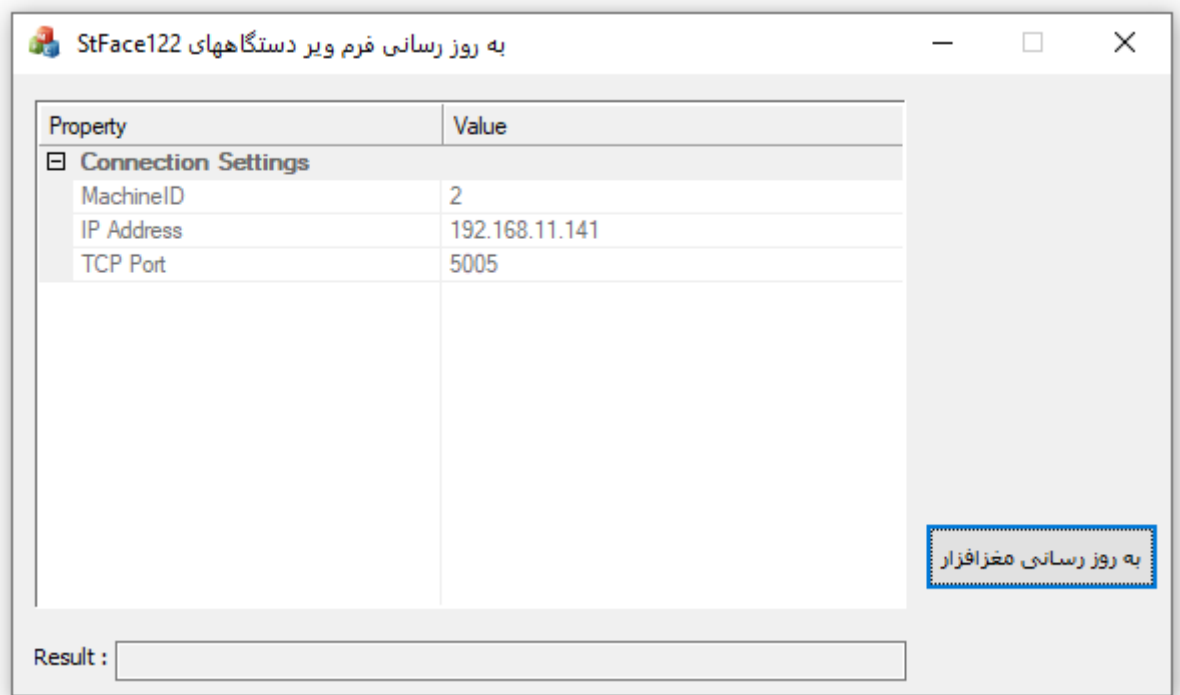 به روز رسانی فرم ویر دستگاههای StFace122
Property Value
Connection Settings
MachineID 2
IP Address 192.168.11.141
TCP Port 5005
به روز رسانی مغزافزار
Result :